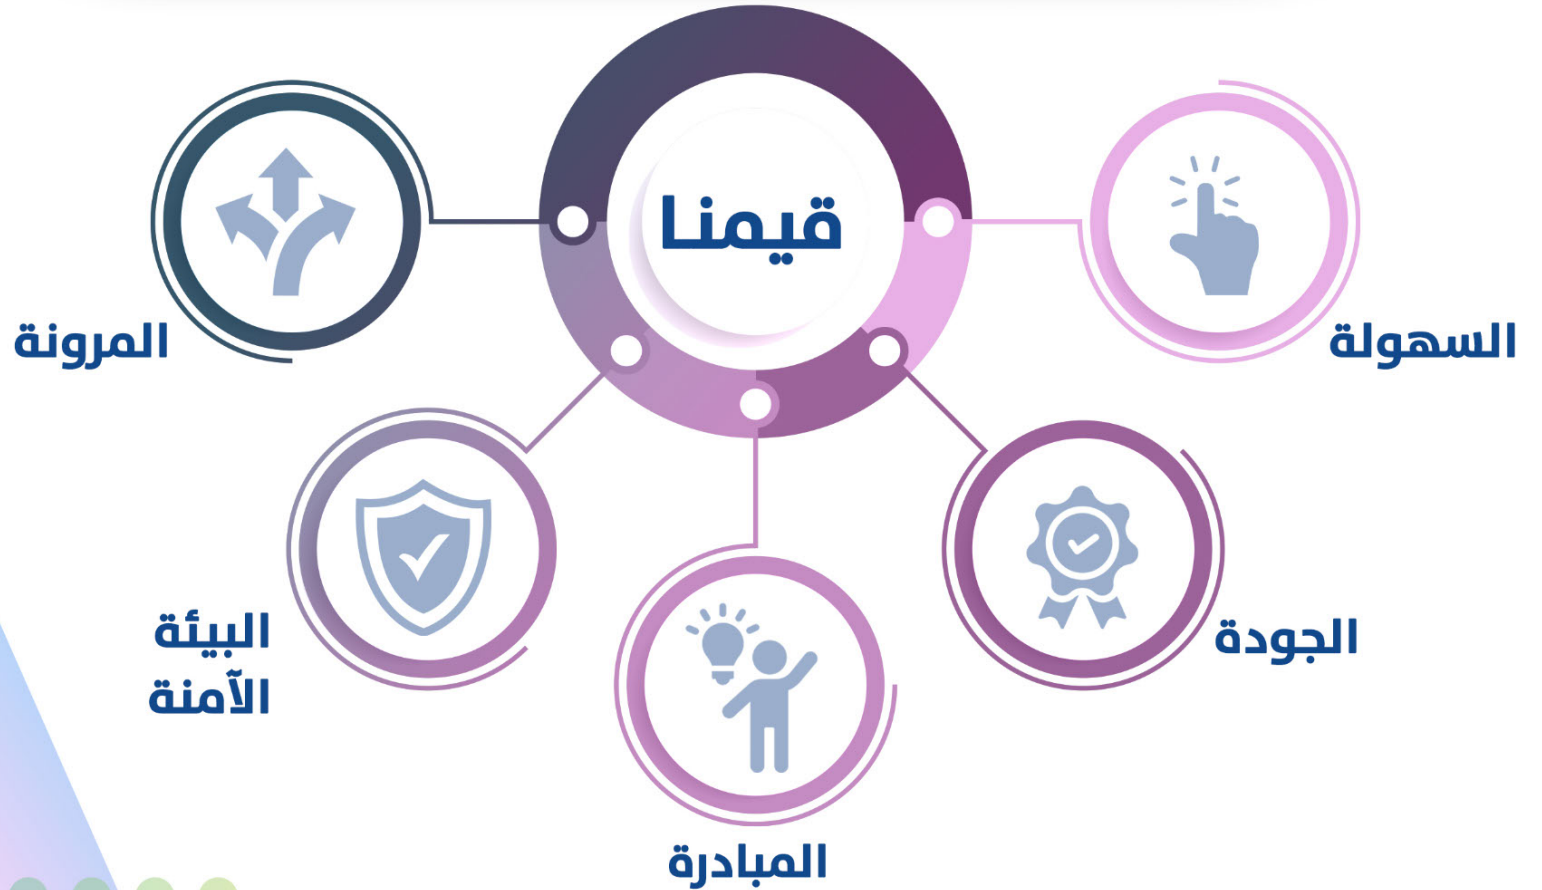 قيمنا
السهولة
الجودة
المبادرة
البيئة
الآمنة
المرونة